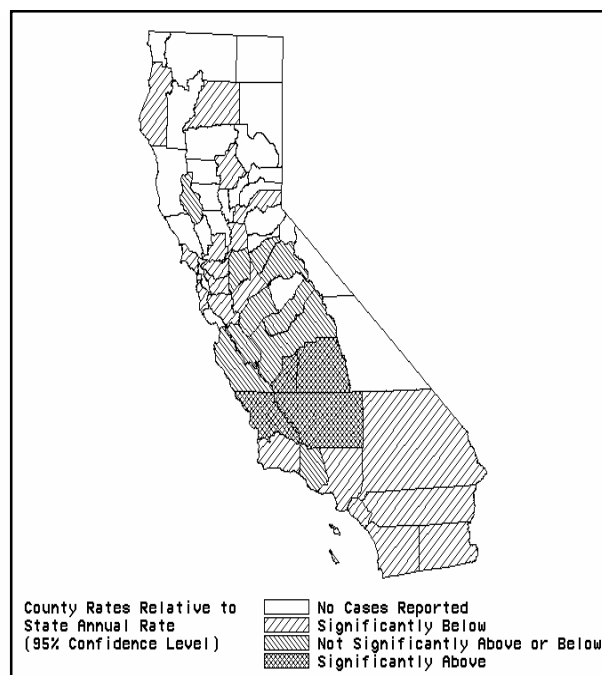 County Rates Relative to
State Annual Rate
(95% Confidence Level)
No Cases Reported
Significantly Below
Not Significantly Above or Below
Significantly Above